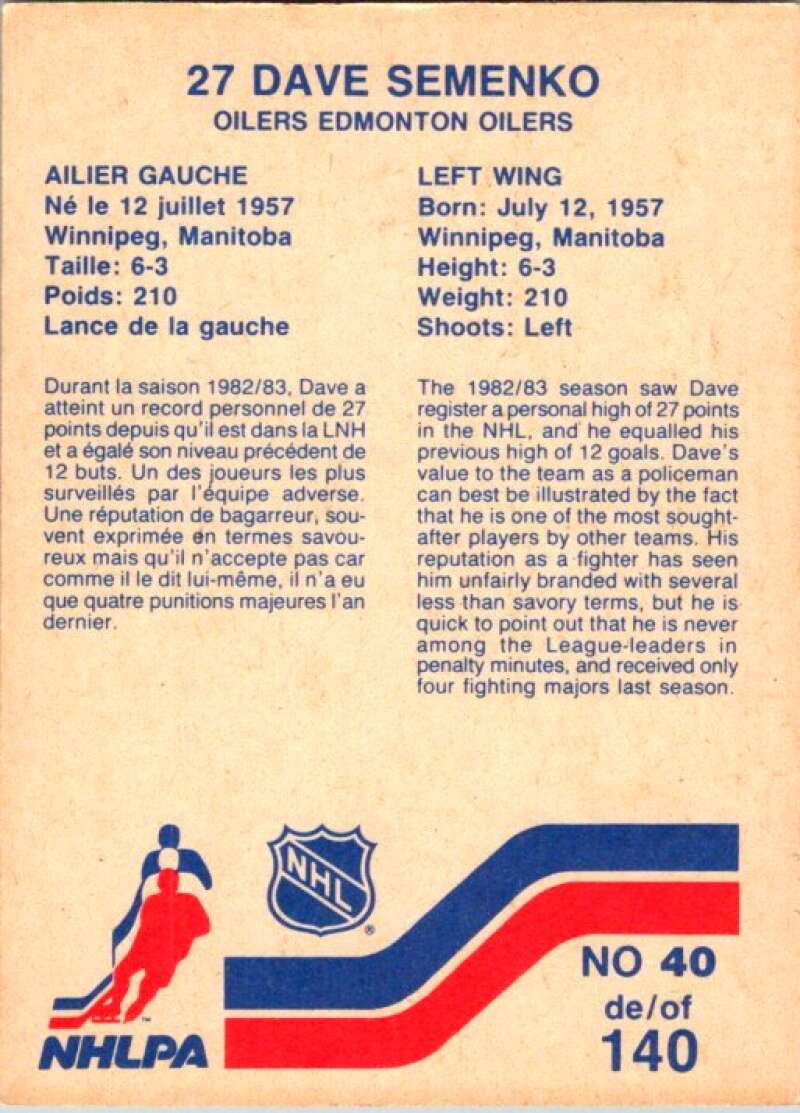 27 DAVE SEMENKO
OILERS EDMONTON OILERS
AILIER GAUCHE
Né le 12 juillet 1957
Winnipeg, Manitoba
Taille: 6-3
Poids: 210
Lance de la gauche
Durant la saison 1982/83, Dave a
atteint un record personnel de 27
points depuis qu'il est dans la LNH
et a égalé son niveau précédent de
12 buts. Un des joueurs les plus
surveillés par l'équipe adverse.
Une réputation de bagarreur, sou-
vent exprimée en termes savou-
reux mais qu'il n'accepte pas car
comme il le dit lui-même, il n'a eu
que quatre punitions majeures l'an
dernier.
LEFT WING
Born: July 12, 1957
Winnipeg, Manitoba
Height: 6-3
Weight: 210
Shoots: Left
The 1982/83 season saw Dave
register a personal high of 27 points
in the NHL, and he equalled his
previous high of 12 goals. Dave's
value to the team as a policeman
can best be illustrated by the fact
that he is one of the most sought-
after players by other teams. His
reputation as a fighter has seen
him unfairly branded with several
less than savory terms, but he is
quick to point out that he is never
among the League-leaders in
penalty minutes, and received only
four fighting majors last season.
NHL
®
™
NHLPA
NO 40
de/of
140